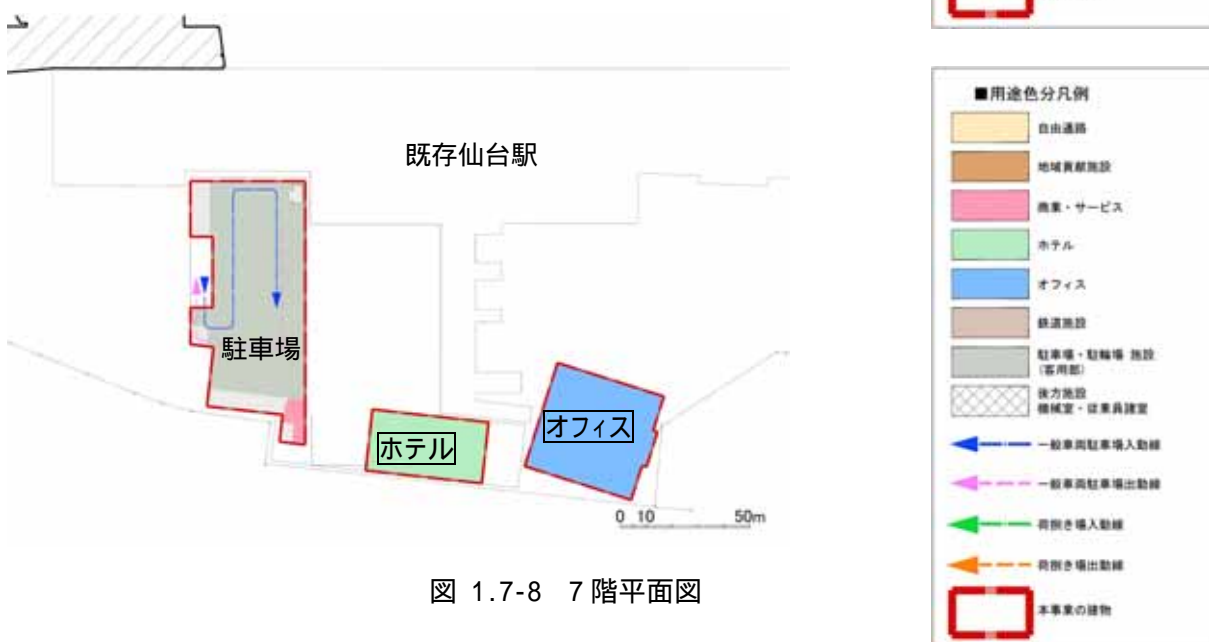 既存仙台駅
駐車場
ホテル
オフィス
0 10 50m
図 1.7-8 7階平面図
■用途色分凡例
自由通路
地域貢献施設
商業・サービス
ホテル
オフィス
鉄道施設
駐車場・駐輪場 施設
(客用部)
後方施設
機械室・従業員諸室
一般車両駐車場入動線
一般車両駐車場出動線
荷捌き場入動線
荷捌き場出動線
本事業の建物